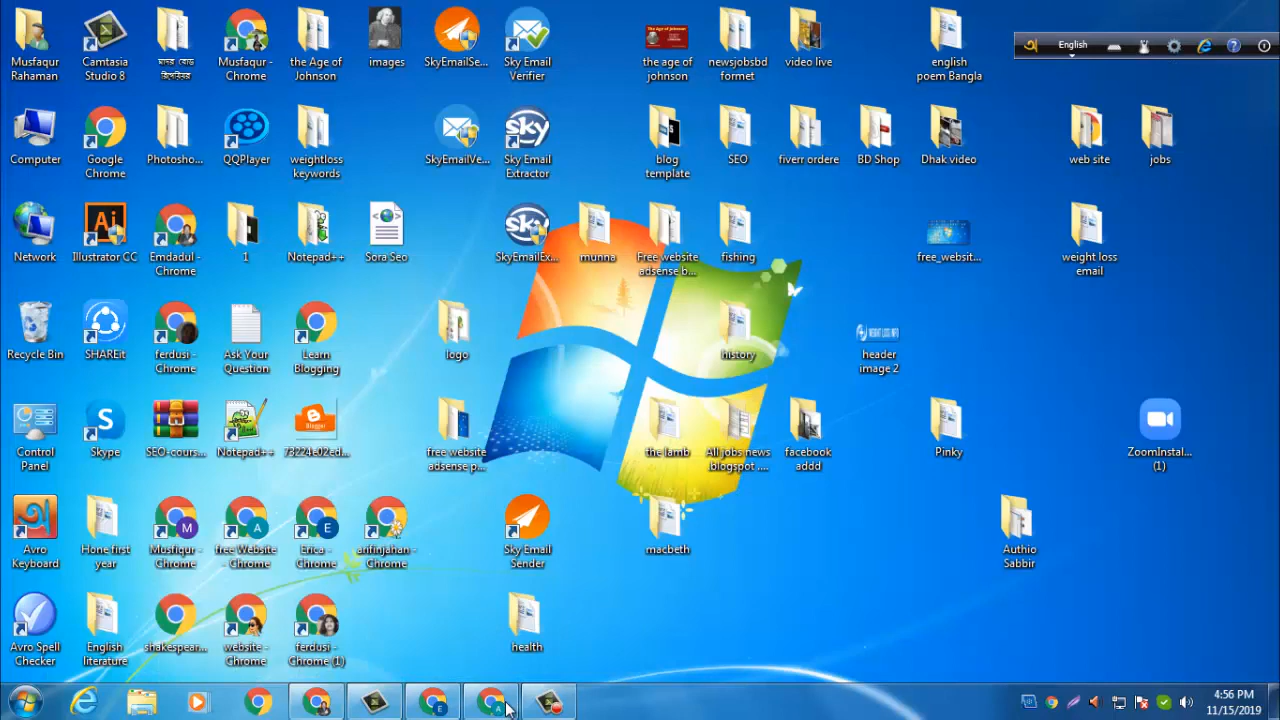 Musfaqur
Rahaman
Camtasia
Studio 8
Musfaqur -
Chrome
the Age of
Johnson
images
SkyEmailSe...
Sky Email
Verifier
the age of
johnson
newsjobsbd
formet
video live
english
poem Bangla
English
Computer
Google
Chrome
Photosho...
QQPlayer
weightloss
keywords
SkyEmailVe...
Sky Email
Extractor
blog
template
SEO
fiverr ordere
BD Shop
Dhak video
web site
jobs
Network
Illustrator CC
Emdadul -
Chrome
1
Notepad++
Sora Seo
SkyEmailEx...
munna
Free website
adsense b...
fishing
free_websit...
weight loss
email
Recycle Bin
SHAREit
ferdusi -
Chrome
Ask Your
Question
Learn
Blogging
logo
history
header
image 2
Control
Panel
Skype
SEO-cours...
Notepad++
73224e02ed...
free website
adsense p...
the lamb
All jobs news
.blogspot ....
facebook
addd
Pinky
ZoomInstal...
(1)
Avro
Keyboard
Hone first
year
Musfiqur -
Chrome
free Website
- Chrome
Erica -
Chrome
arifinjahan -
Chrome
Sky Email
Sender
macbeth
Authio
Sabbir
Avro Spell
Checker
English
literature
shakespear...
website -
Chrome
ferdusi -
Chrome (1)
health
4:56 PM
11/15/2019